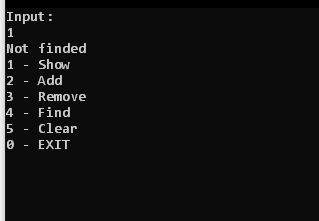 Input:
1
Not finded
1 - Show
2 - Add
3 - Remove
4 - Find
5 - Clear
0 - EXIT